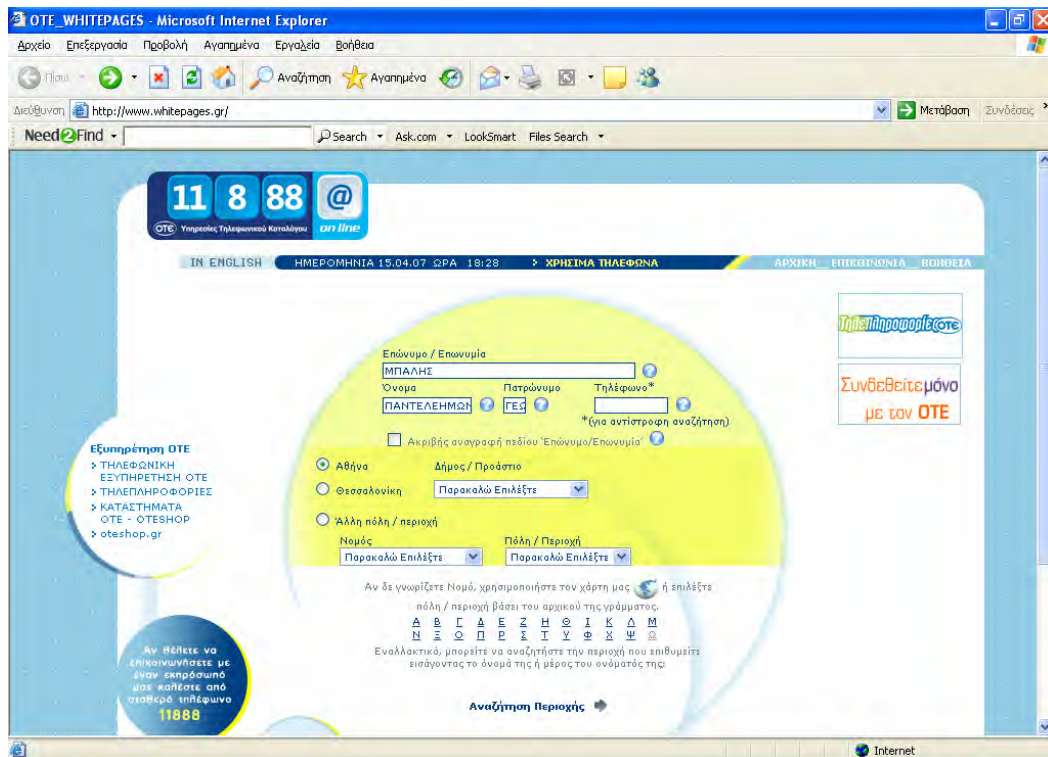 OTE_WHITEPAGES - Microsoft Internet Explorer
Αρχείο Επεξεργασία Προβολή Αγαπημένα Εργαλεία Βοήθεια
Πίσω Αναζήτηση Αγαπημένα
Διεύθυνση http://www.whitepages.gr/ Μετάβαση Συνδέσεις »
Need2Find Search Ask.com LookSmart Files Search
11 8 88 @
OTE Υπηρεσίες Τηλεφωνικού Καταλόγου on line
IN ENGLISH ΗΜΕΡΟΜΗΝΙΑ 15.04.07 ΩΡΑ 18:28 ΧΡΗΣΙΜΑ ΤΗΛΕΦΩΝΑ ΑΡΧΙΚΗ_ ΕΠΙΚΟΙΝΩΝΙΑ_ ΒΟΗΘΕΙΑ
Τηλεπληροφορίες OTE
Συνδεθείτε μόνο
με τον ΟΤΕ
Επώνυμο / Επωνυμία
ΜΠΑΛΗΣ
Όνομα Πατρώνυμο Τηλέφωνο*
ΠΑΝΤΕΛΕΗΜΩΝ ΓΕΩ
*(για αντίστροφη αναζήτηση)
Ακριβής αναγραφή πεδίου 'Επώνυμο/Επωνυμία'
Εξυπηρέτηση ΟΤΕ
ΤΗΛΕΦΩΝΙΚΗ
ΕΞΥΠΗΡΕΤΗΣΗ ΟΤΕ
ΤΗΛΕΠΛΗΡΟΦΟΡΙΕΣ
ΚΑΤΑΣΤΗΜΑΤΑ
ΟΤΕ - OTESHOP
oteshop.gr
Αθήνα Δήμος / Προάστιο
Θεσσαλονίκη Παρακαλώ Επιλέξτε
Άλλη πόλη / περιοχή
Νομός Πόλη / Περιοχή
Παρακαλώ Επιλέξτε Παρακαλώ Επιλέξτε
Αν δε γνωρίζετε Νομό, χρησιμοποιήστε τον χάρτη μας ή επιλέξτε
πόλη / περιοχή βάσει του αρχικού της γράμματος.
Α Β Γ Δ Ε Ζ Η Θ Ι Κ Λ Μ
Ν Ξ Ο Π Ρ Σ Τ Υ Φ Χ Ψ Ω
Εναλλακτικά, μπορείτε να αναζητήστε την περιοχή που επιθυμείτε
εισάγοντας το όνομά της ή μέρος του ονόματός της:
Αναζήτηση Περιοχής
Αν θέλετε να
επικοινωνήσετε με
έναν εκπρόσωπό
μας καλέστε από
σταθερό τηλέφωνο
11888
Internet